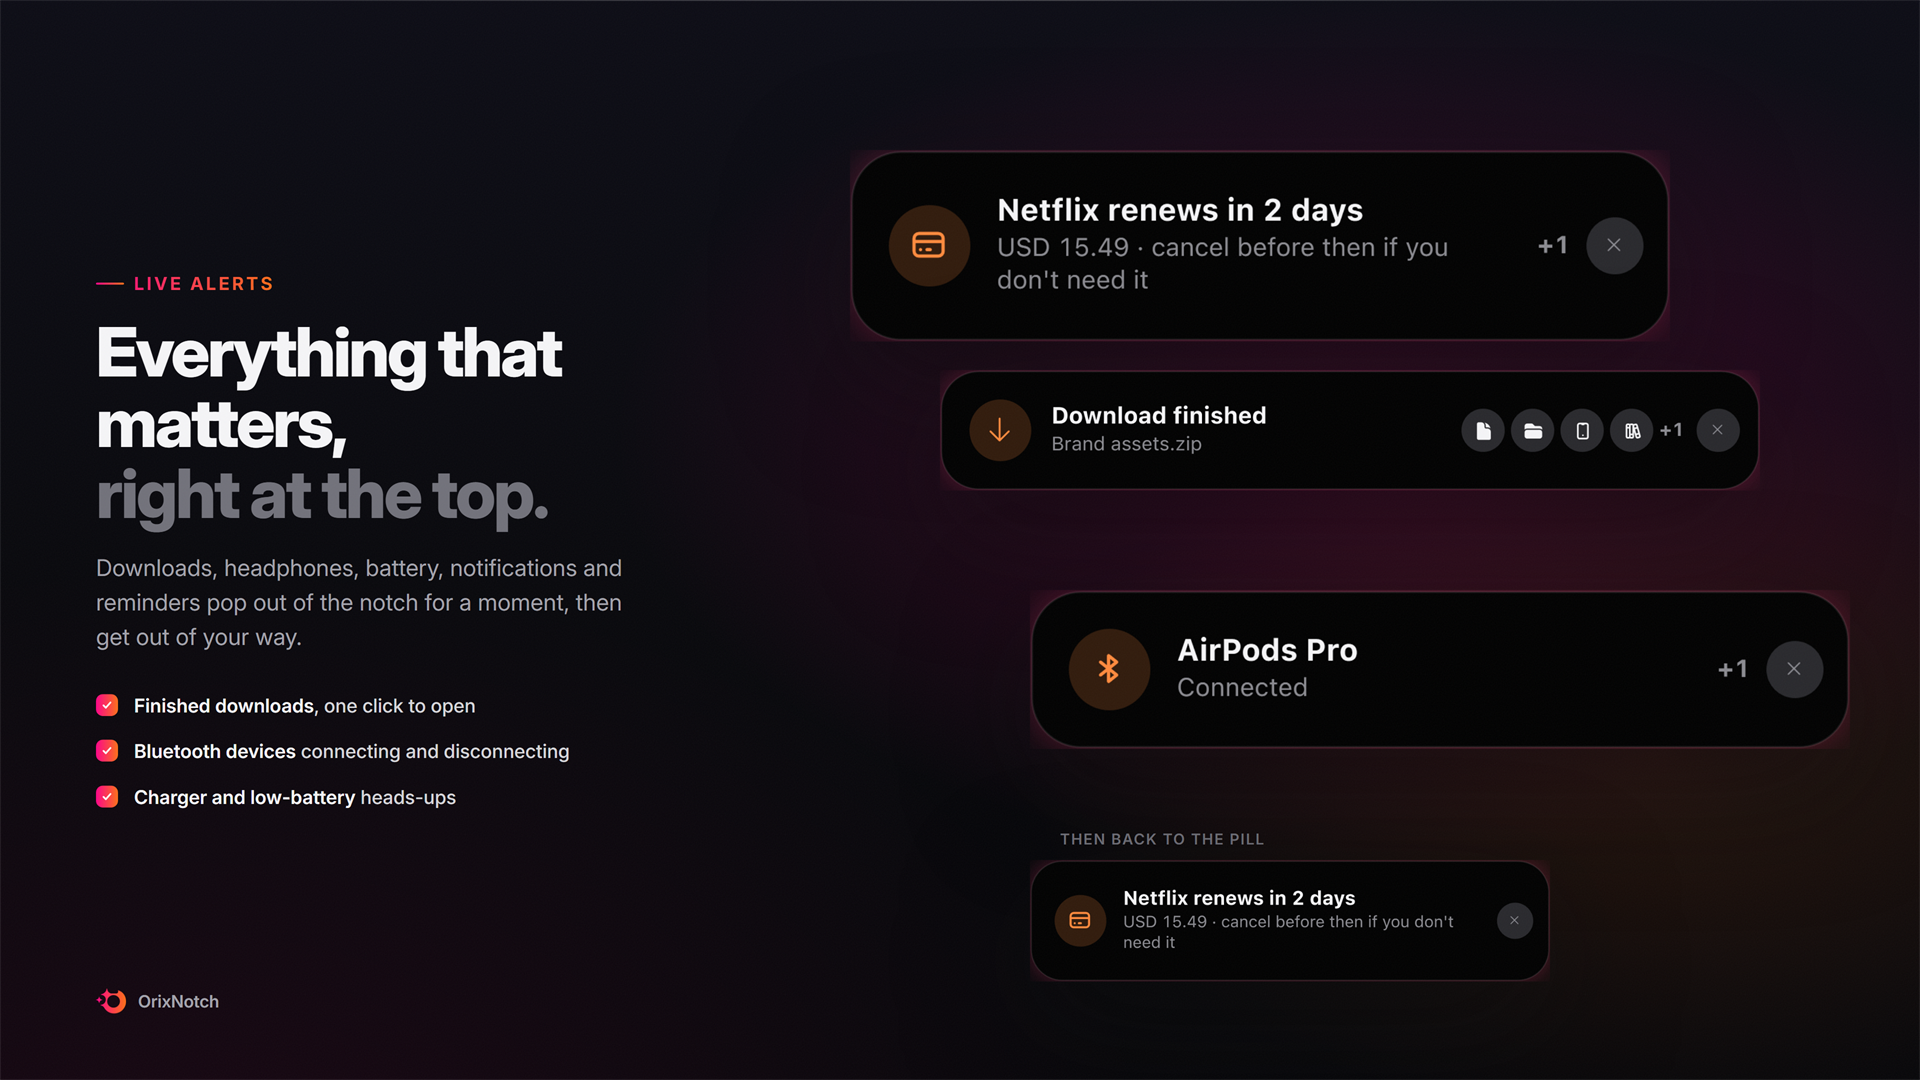 LIVE ALERTS
Everything that
matters,
right at the top.
Downloads, headphones, battery, notifications and
reminders pop out of the notch for a moment, then
get out of your way.
Finished downloads, one click to open
Bluetooth devices connecting and disconnecting
Charger and low-battery heads-ups
OrixNotch
Netflix renews in 2 days
USD 15.49 · cancel before then if you
don't need it
+1
Download finished
Brand assets.zip
+1
AirPods Pro
Connected
+1
THEN BACK TO THE PILL
Netflix renews in 2 days
USD 15.49 · cancel before then if you don't
need it